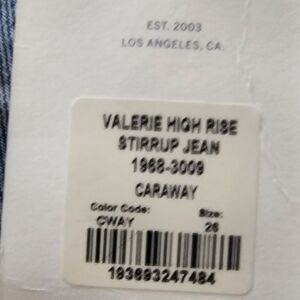 EST. 2003
LOS ANGELES, CA.
VALERIE HIGH RISE
STIRRUP JEAN
1968-3009
CARAWAY
Color Code: Size:
CWAY 26
193693247484